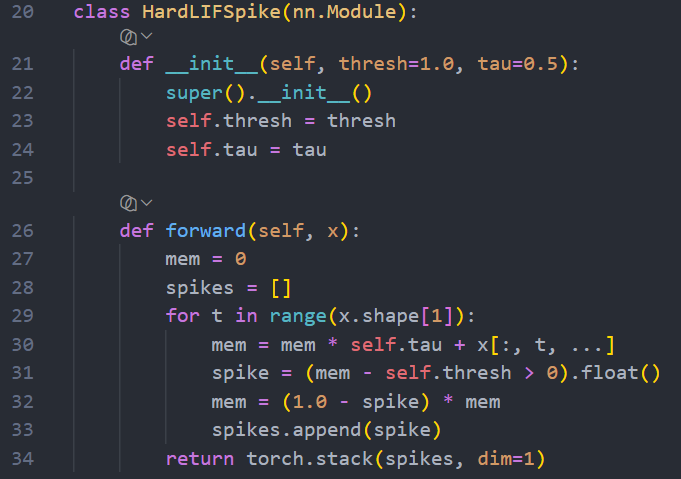 20 class HardLIFSpike(nn.Module):
21     def __init__(self, thresh=1.0, tau=0.5):
22         super().__init__()
23         self.thresh = thresh
24         self.tau = tau
25
26     def forward(self, x):
27         mem = 0
28         spikes = []
29         for t in range(x.shape[1]):
30             mem = mem * self.tau + x[:, t, ...]
31             spike = (mem - self.thresh > 0).float()
32             mem = (1.0 - spike) * mem
33             spikes.append(spike)
34         return torch.stack(spikes, dim=1)